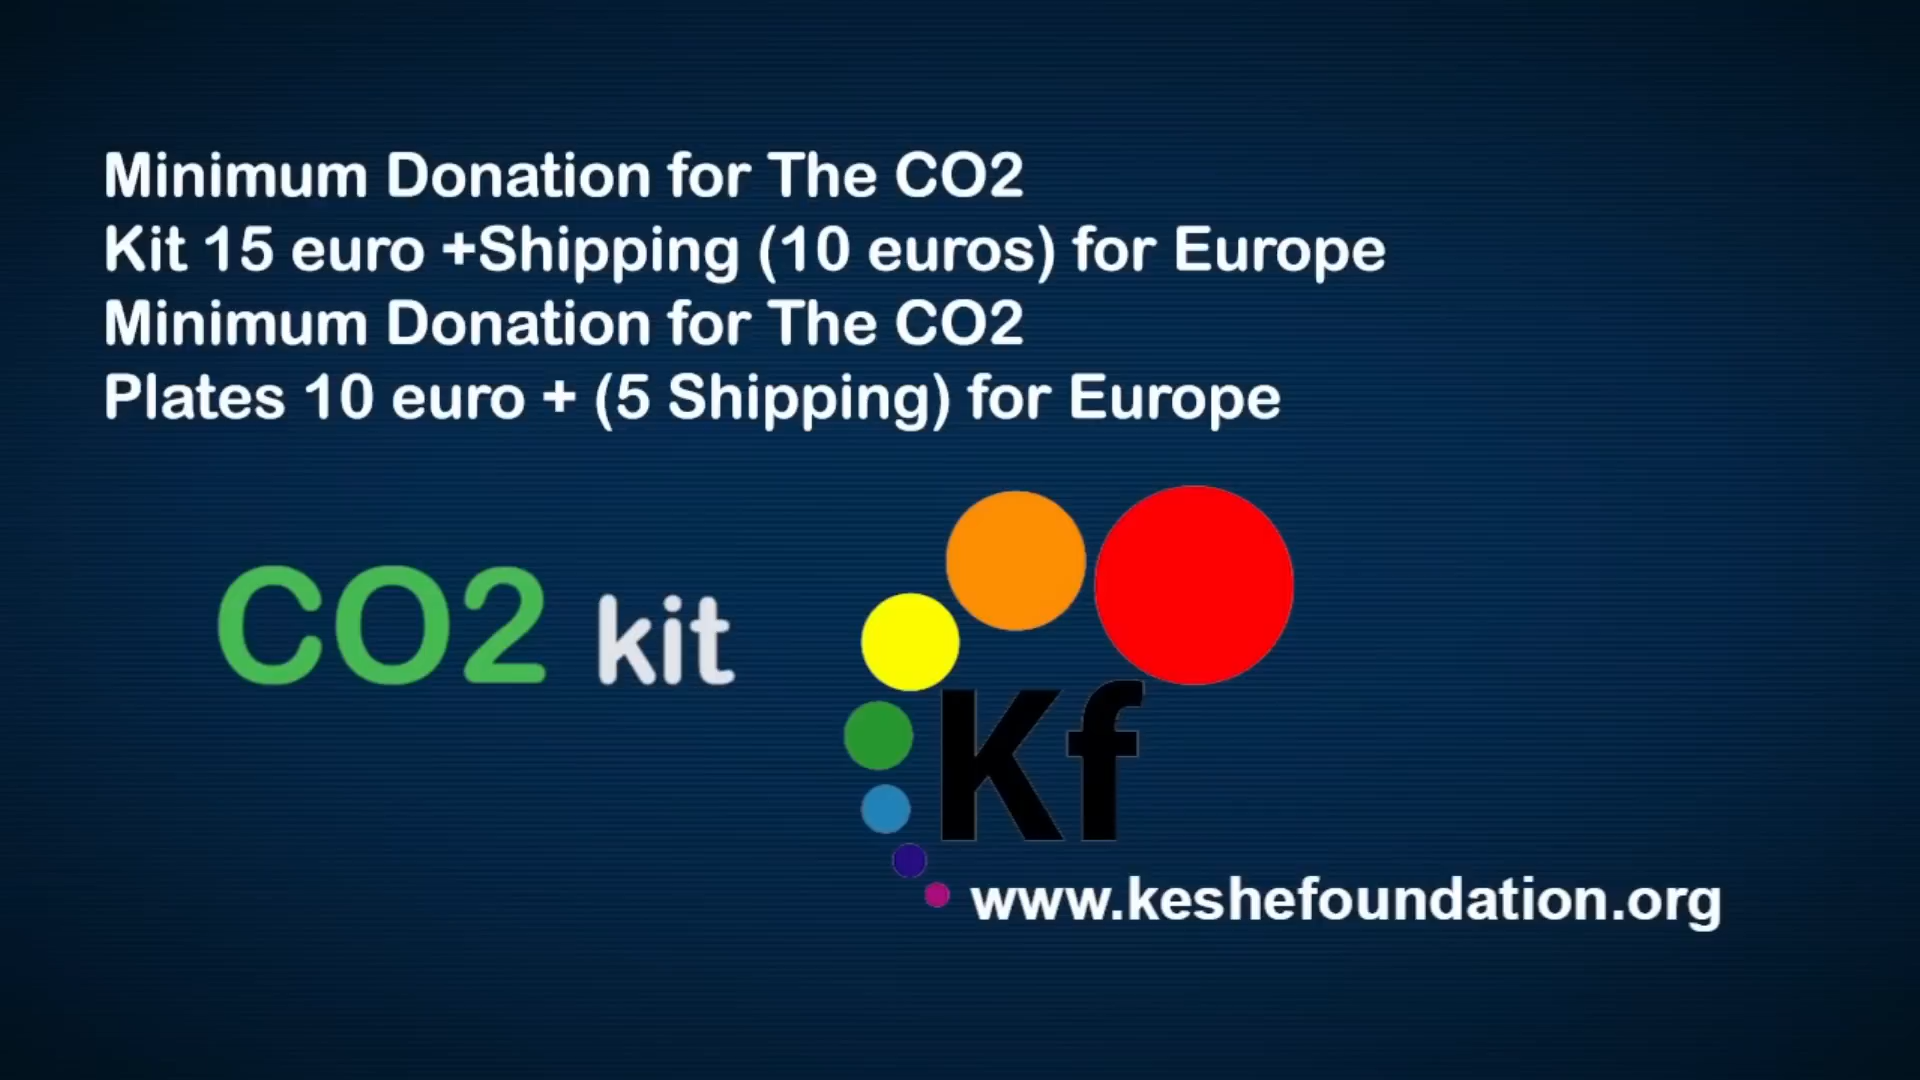 Minimum Donation for The CO2
Kit 15 euro +Shipping (10 euros) for Europe
Minimum Donation for The CO2
Plates 10 euro + (5 Shipping) for Europe
CO2 kit
Kf
www.keshefoundation.org